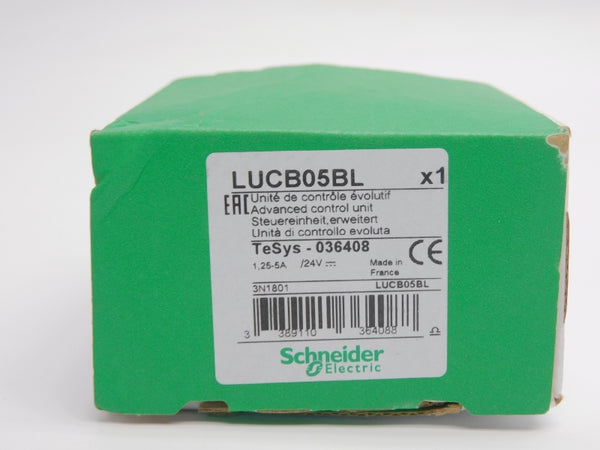 LUCB05BL x1
EAC Unité de contrôle évolutif
Advanced control unit
Steuereinheit,erweitert
Unità di controllo evoluta
TeSys - 036408
1,25-5A /24V Made in France CE
3N1801 LUCB05BL
3 389110 364088
Schneider
Electric